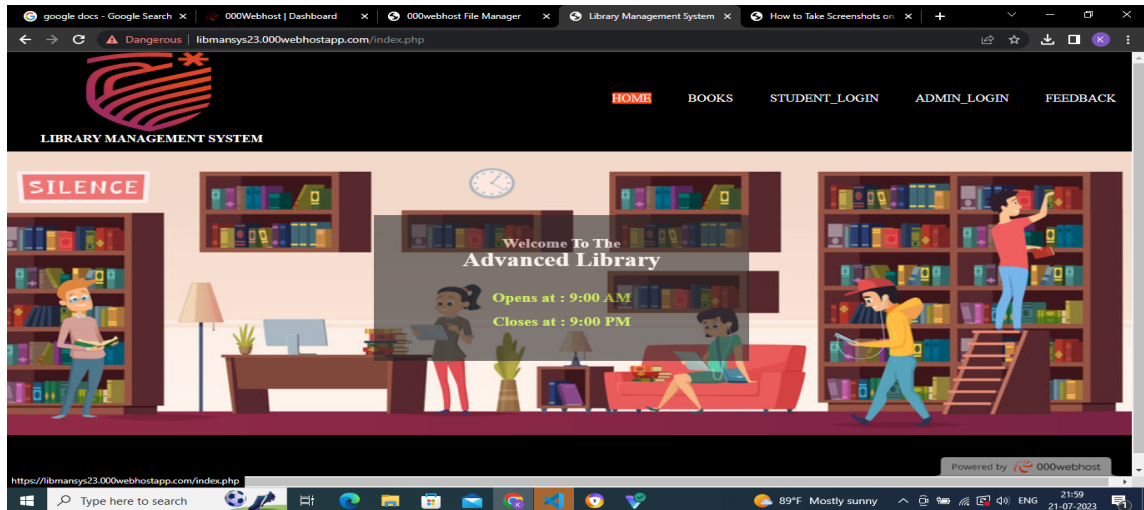 google docs - Google Search
000Webhost | Dashboard
000webhost File Manager
Library Management System
How to Take Screenshots on
Dangerous
libmansys23.000webhostapp.com/index.php
K
LIBRARY MANAGEMENT SYSTEM
HOME
BOOKS
STUDENT_LOGIN
ADMIN_LOGIN
FEEDBACK
SILENCE
Welcome To The
Advanced Library
Opens at : 9:00 AM
Closes at : 9:00 PM
Powered by 000webhost
https://libmansys23.000webhostapp.com/index.php
Type here to search
89°F Mostly sunny
ENG
21:59
21-07-2023